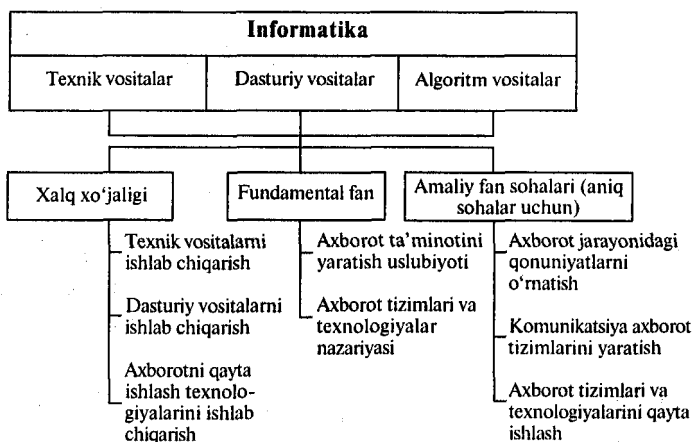 Informatika
Texnik vositalar
Dasturiy vositalar
Algoritm vositalar
Xalq xo‘jaligi
Fundamental fan
Amaliy fan sohalari (aniq
sohalar uchun)
Texnik vositalarni
ishlab chiqarish
Dasturiy vositalarni
ishlab chiqarish
Axborotni qayta
ishlash texnolo-
giyalarini ishlab
chiqarish
Axborot ta’minotini
yaratish uslubiyoti
Axborot tizimlari va
texnologiyalar
nazariyasi
Axborot jarayonidagi
qonuniyatlarni
o‘rnatish
Komunikatsiya axborot
tizimlarini yaratish
Axborot tizimlari va
texnologiyalarini qayta
ishlash